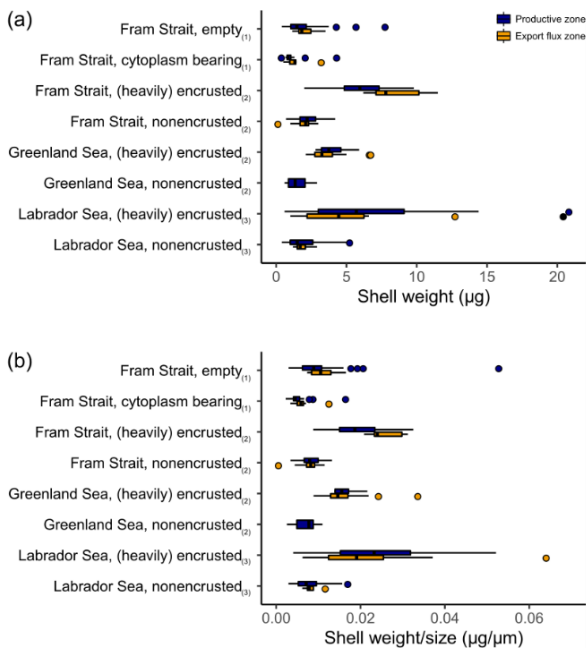 (a)
Productive zone
Export flux zone
Fram Strait, empty(1)
Fram Strait, cytoplasm bearing(1)
Fram Strait, (heavily) encrusted(2)
Fram Strait, nonencrusted(2)
Greenland Sea, (heavily) encrusted(2)
Greenland Sea, nonencrusted(2)
Labrador Sea, (heavily) encrusted(3)
Labrador Sea, nonencrusted(3)
0 5 10 15 20
Shell weight (µg)
(b)
Fram Strait, empty(1)
Fram Strait, cytoplasm bearing(1)
Fram Strait, (heavily) encrusted(2)
Fram Strait, nonencrusted(2)
Greenland Sea, (heavily) encrusted(2)
Greenland Sea, nonencrusted(2)
Labrador Sea, (heavily) encrusted(3)
Labrador Sea, nonencrusted(3)
0.00 0.02 0.04 0.06
Shell weight/size (µg/µm)